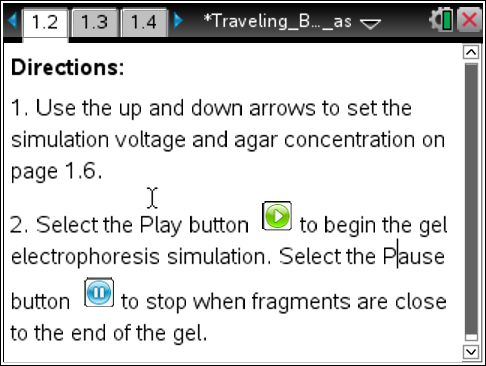 1.2 1.3 1.4 *Traveling_B..._as
Directions:
1. Use the up and down arrows to set the
simulation voltage and agar concentration on
page 1.6.
2. Select the Play button to begin the gel
electrophoresis simulation. Select the Pause
button to stop when fragments are close
to the end of the gel.